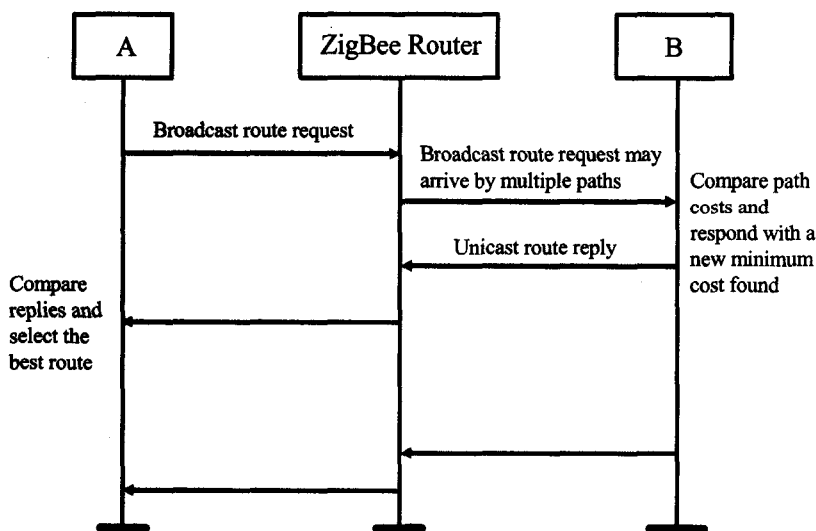 A
ZigBee Router
B
Broadcast route request
Broadcast route request may
arrive by multiple paths
Compare path
costs and
respond with a
new minimum
cost found
Unicast route reply
Compare
replies and
select the
best route